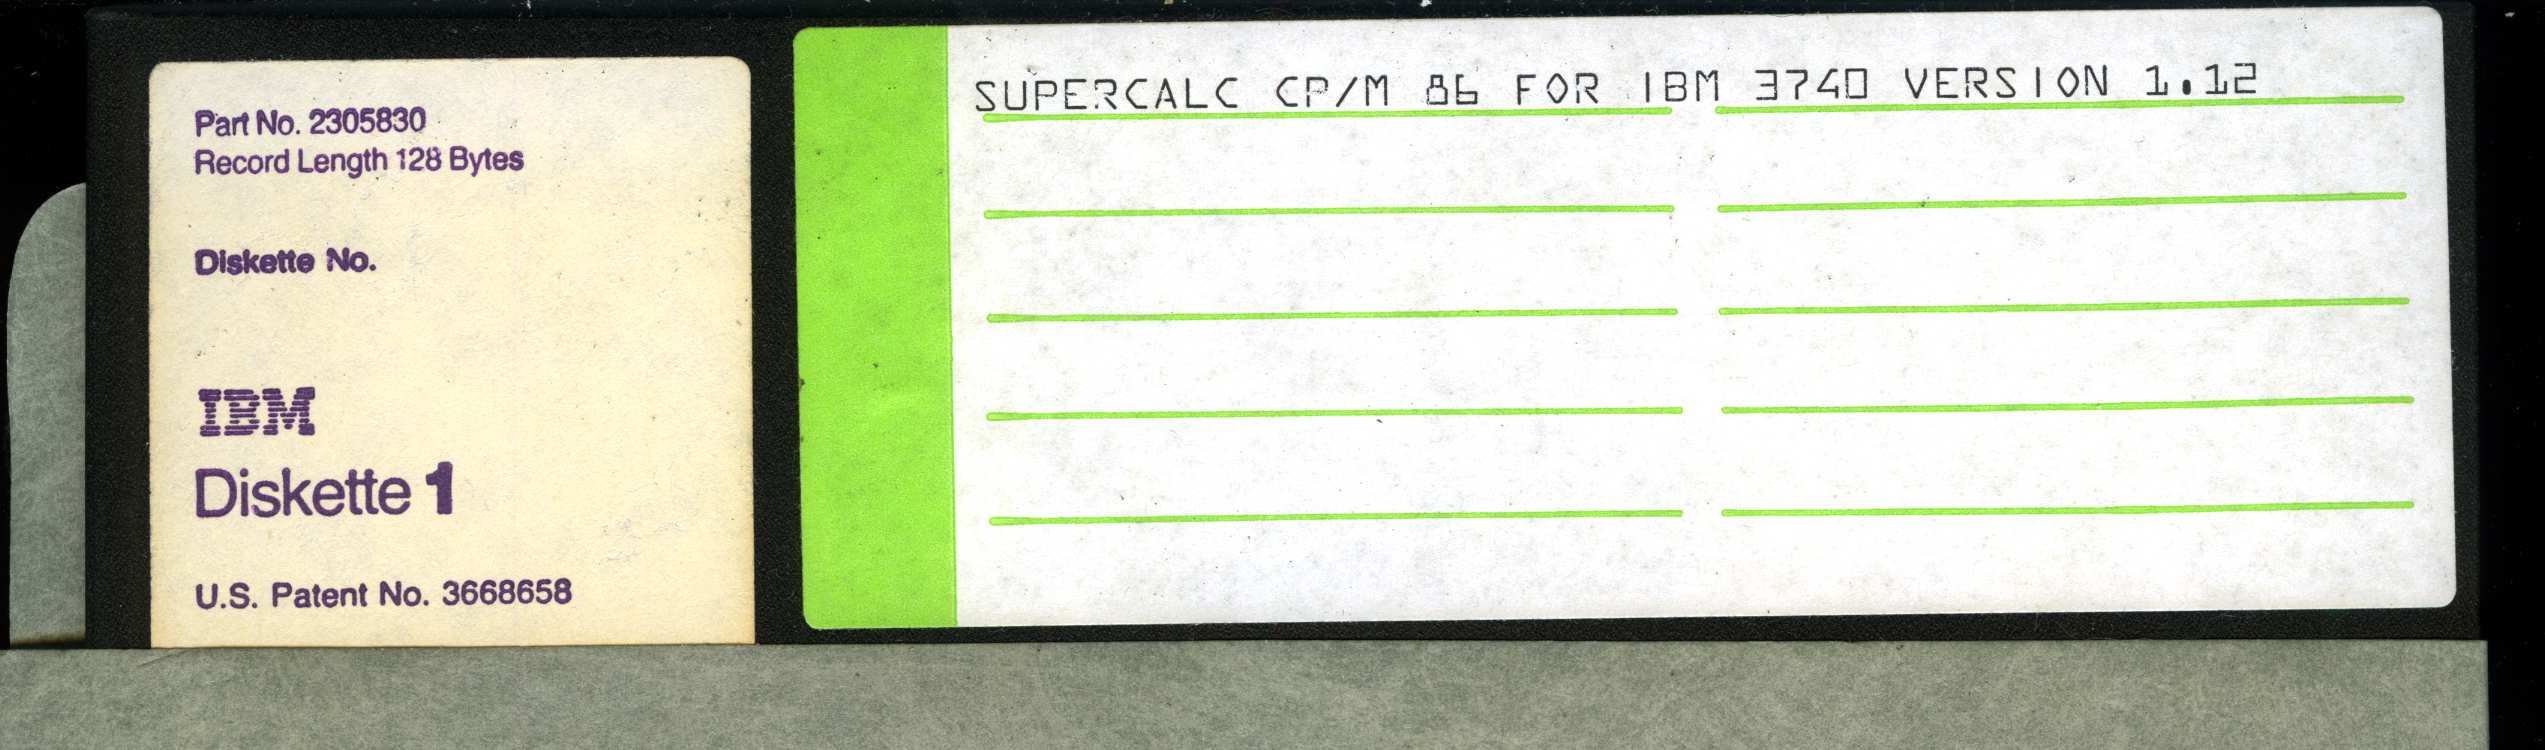 Part No. 2305830
Record Length 128 Bytes
Diskette No.
IBM
Diskette 1
U.S. Patent No. 3668658
SUPERCALC CP/M 86 FOR IBM 3740 VERSION 1.12